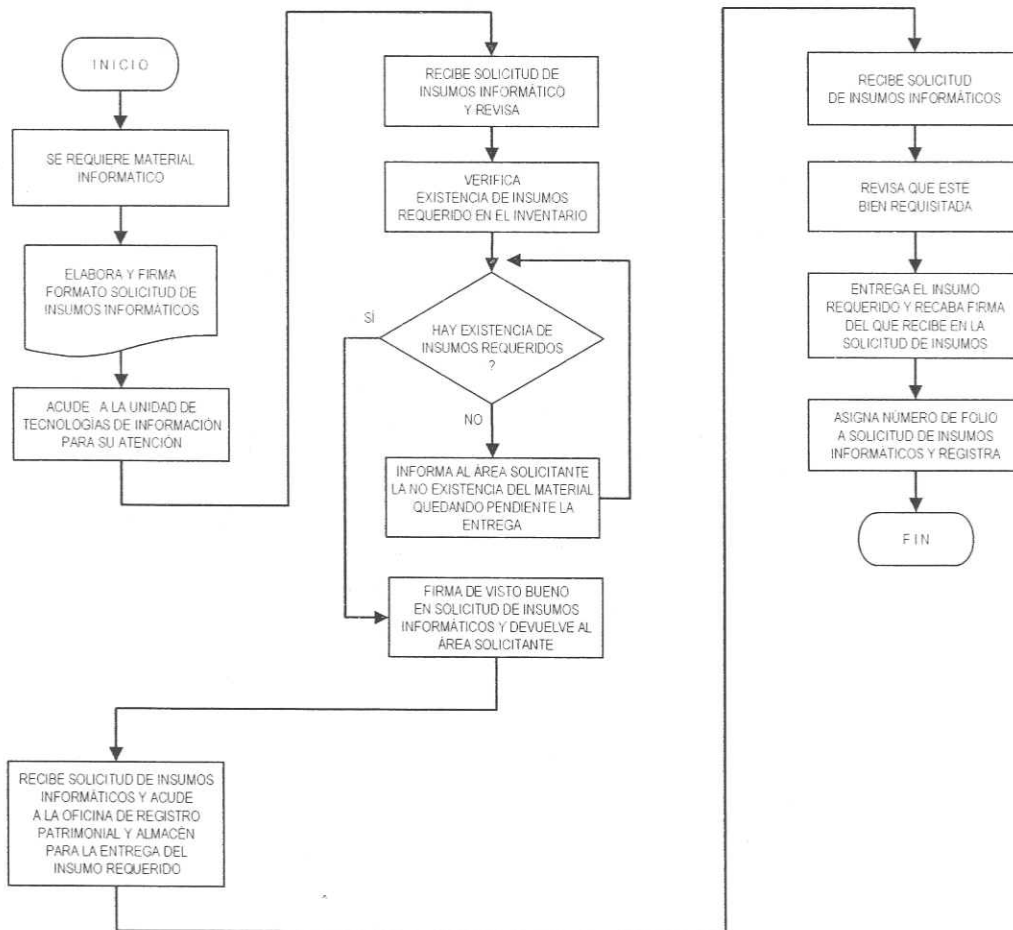 INICIO
SE REQUIERE MATERIAL
INFORMÁTICO
ELABORA Y FIRMA
FORMATO SOLICITUD DE
INSUMOS INFORMÁTICOS
ACUDE A LA UNIDAD DE
TECNOLOGÍAS DE INFORMACIÓN
PARA SU ATENCIÓN
RECIBE SOLICITUD DE
INSUMOS INFORMÁTICO
Y REVISA
VERIFICA
EXISTENCIA DE INSUMOS
REQUERIDO EN EL INVENTARIO
SÍ
HAY EXISTENCIA DE
INSUMOS REQUERIDOS
?
NO
INFORMA AL ÁREA SOLICITANTE
LA NO EXISTENCIA DEL MATERIAL
QUEDANDO PENDIENTE LA
ENTREGA
FIRMA DE VISTO BUENO
EN SOLICITUD DE INSUMOS
INFORMÁTICOS Y DEVUELVE AL
ÁREA SOLICITANTE
RECIBE SOLICITUD DE INSUMOS
INFORMÁTICOS Y ACUDE
A LA OFICINA DE REGISTRO
PATRIMONIAL Y ALMACÉN
PARA LA ENTREGA DEL
INSUMO REQUERIDO
RECIBE SOLICITUD
DE INSUMOS INFORMÁTICOS
REVISA QUE ESTE
BIEN REQUISITADA
ENTREGA EL INSUMO
REQUERIDO Y RECABA FIRMA
DEL QUE RECIBE EN LA
SOLICITUD DE INSUMOS
ASIGNA NÚMERO DE FOLIO
A SOLICITUD DE INSUMOS
INFORMÁTICOS Y REGISTRA
FIN